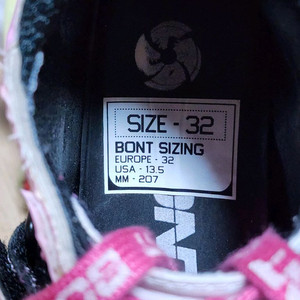 SIZE - 32
BONT SIZING
EUROPE - 32
USA - 13.5
MM - 207